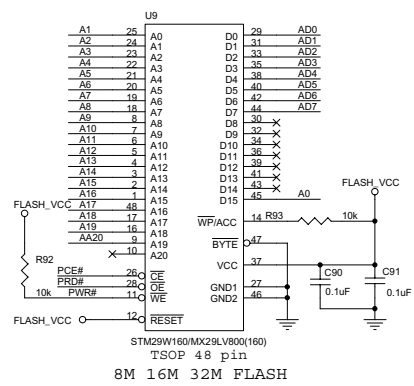 U9
A1 25 A0 D0 29 AD0
A2 24 A1 D1 31 AD1
A3 23 A2 D2 33 AD2
A4 22 A3 D3 35 AD3
A5 21 A4 D4 38 AD4
A6 20 A5 D5 40 AD5
A7 19 A6 D6 42 AD6
A8 18 A7 D7 44 AD7
A9 8 A8 D8 30
A10 7 A9 D9 32
A11 6 A10 D10 34
A12 5 A11 D11 36
A13 4 A12 D12 39
A14 3 A13 D13 41
A15 2 A14 D14 43
A16 1 A15 D15 45 A0
FLASH_VCC
FLASH_VCC
A17 48 A16
A18 17 A17 WP/ACC 14 R93 10k
A19 16 A18
AA20 9 A19 BYTE 47
10 A20
R92
10k
VCC 37
PCE# 26 CE
PRD# 28 OE GND1 27
PWR# 11 WE GND2 46
C90
0.1uF
C91
0.1uF
FLASH_VCC 12 RESET
STM29W160/MX29LV800(160)
TSOP 48 pin
8M 16M 32M FLASH